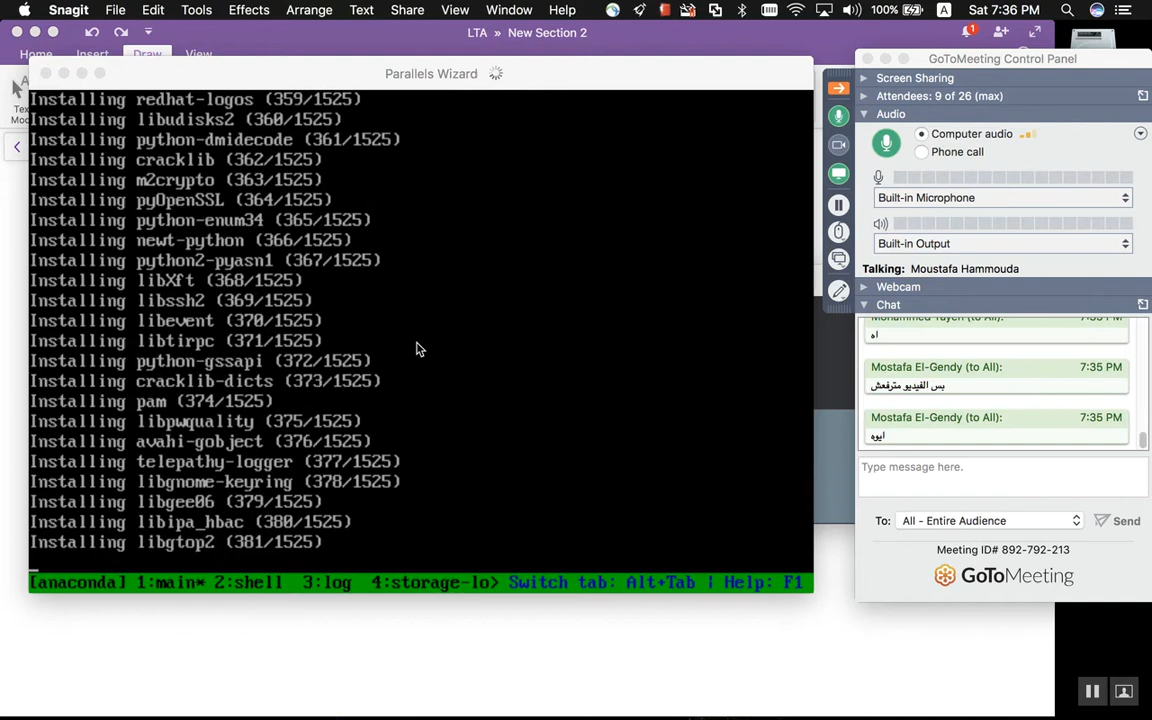 Snagit File Edit Tools Effects Arrange Text Share View Window Help 100% A Sat 7:36 PM
LTA » New Section 2
1
Home Insert Draw View
Parallels Wizard
GoToMeeting Control Panel
Installing redhat-logos (359/1525)
Installing libudisks2 (360/1525)
Installing python-dmidecode (361/1525)
Installing cracklib (362/1525)
Installing m2crypto (363/1525)
Installing pyOpenSSL (364/1525)
Installing python-enum34 (365/1525)
Installing newt-python (366/1525)
Installing python2-pyasn1 (367/1525)
Installing libXft (368/1525)
Installing libssh2 (369/1525)
Installing libevent (370/1525)
Installing libtirpc (371/1525)
Installing python-gssapi (372/1525)
Installing cracklib-dicts (373/1525)
Installing pam (374/1525)
Installing libpwquality (375/1525)
Installing avahi-gobject (376/1525)
Installing telepathy-logger (377/1525)
Installing libgnome-keyring (378/1525)
Installing libgee06 (379/1525)
Installing libipa_hbac (380/1525)
Installing libgtop2 (381/1525)
[anaconda] 1:main* 2:shell 3:log 4:storage-lo> Switch tab: Alt+Tab | Help: F1
Screen Sharing
Attendees: 9 of 26 (max)
Audio
Computer audio
Phone call
Built-in Microphone
Built-in Output
Talking: Moustafa Hammouda
Webcam
Chat
Mohammed Tayeh (to All): 7:35 PM
اه
Mostafa El-Gendy (to All): 7:35 PM
بس الفيديو مترفعش
Mostafa El-Gendy (to All): 7:35 PM
ايوه
Type message here.
To: All - Entire Audience Send
Meeting ID# 892-792-213
GoToMeeting